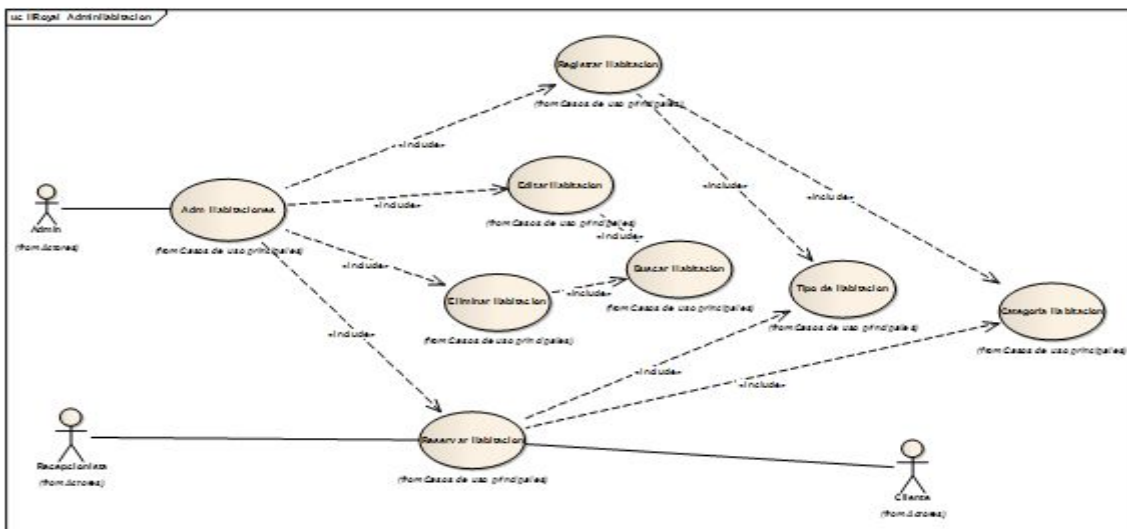 uc HRoyal_AdminHabitacion
Registrar Habitacion
(from Casos de uso principales)
«include»
Editar Habitacion
(from Casos de uso principales)
«include»
«include»
«include»
Adm Habitaciones
(from Casos de uso principales)
Admin
(from Actores)
«include»
«include»
Buscar Habitacion
(from Casos de uso principales)
«include»
Eliminar Habitacion
(from Casos de uso principales)
Tipo de Habitacion
(from Casos de uso principales)
Categoria Habitacion
(from Casos de uso principales)
«include»
«include»
«include»
Reservar Habitacion
(from Casos de uso principales)
Recepcionista
(from Actores)
Cliente
(from Actores)